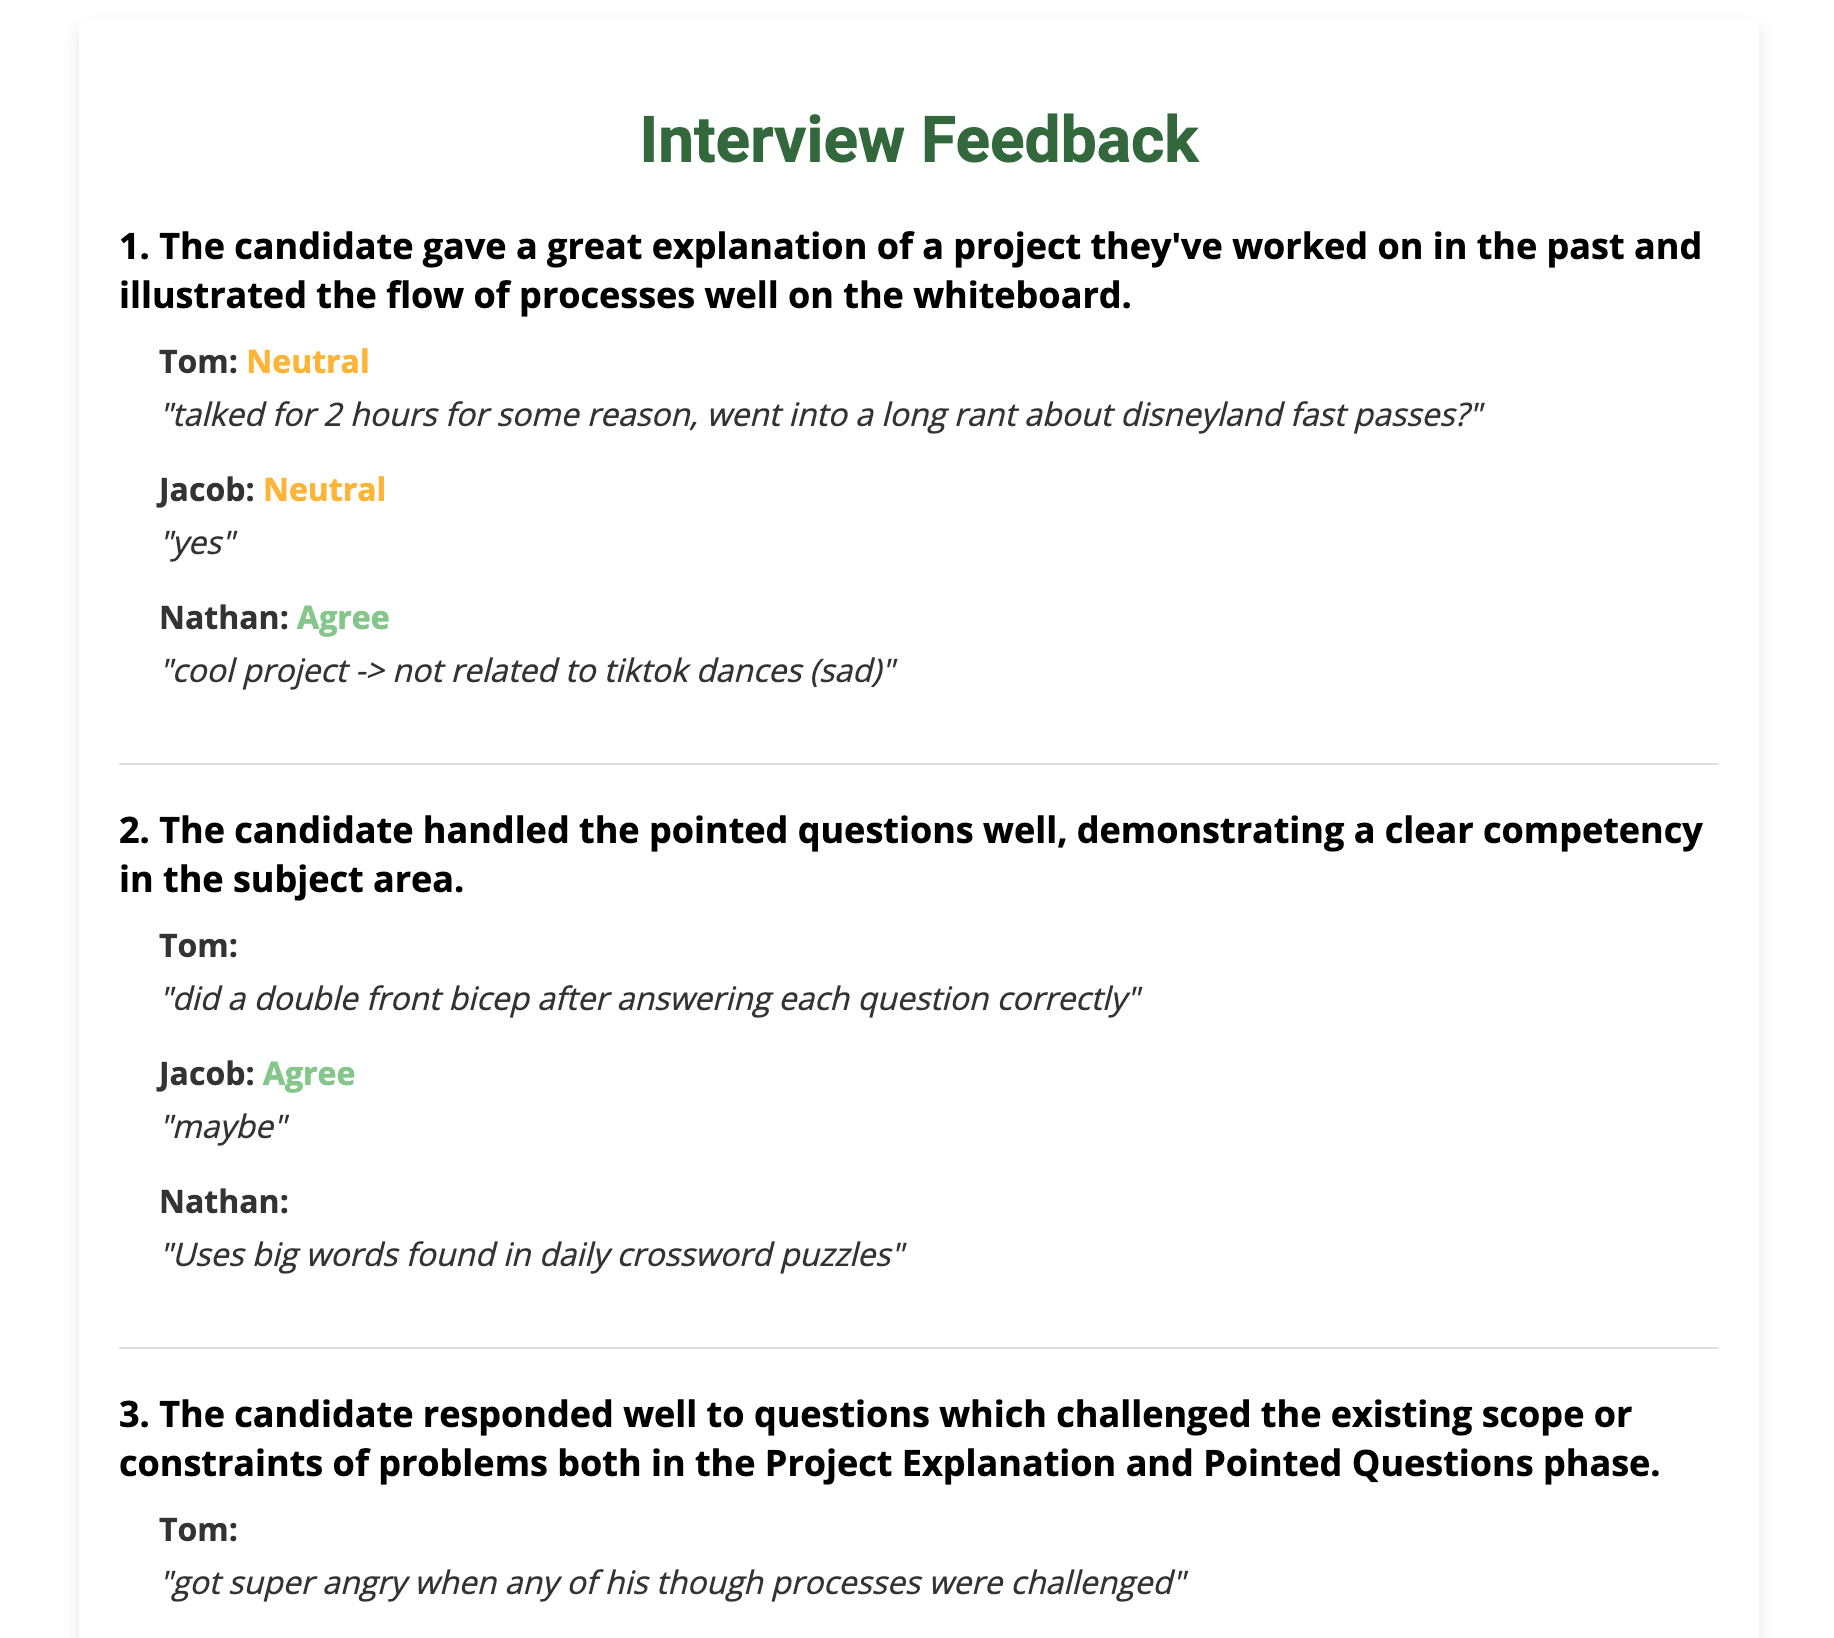 Interview Feedback
1. The candidate gave a great explanation of a project they've worked on in the past and
illustrated the flow of processes well on the whiteboard.
Tom: Neutral
"talked for 2 hours for some reason, went into a long rant about disneyland fast passes?"
Jacob: Neutral
"yes"
Nathan: Agree
"cool project -> not related to tiktok dances (sad)"
2. The candidate handled the pointed questions well, demonstrating a clear competency
in the subject area.
Tom:
"did a double front bicep after answering each question correctly"
Jacob: Agree
"maybe"
Nathan:
"Uses big words found in daily crossword puzzles"
3. The candidate responded well to questions which challenged the existing scope or
constraints of problems both in the Project Explanation and Pointed Questions phase.
Tom:
"got super angry when any of his though processes were challenged"